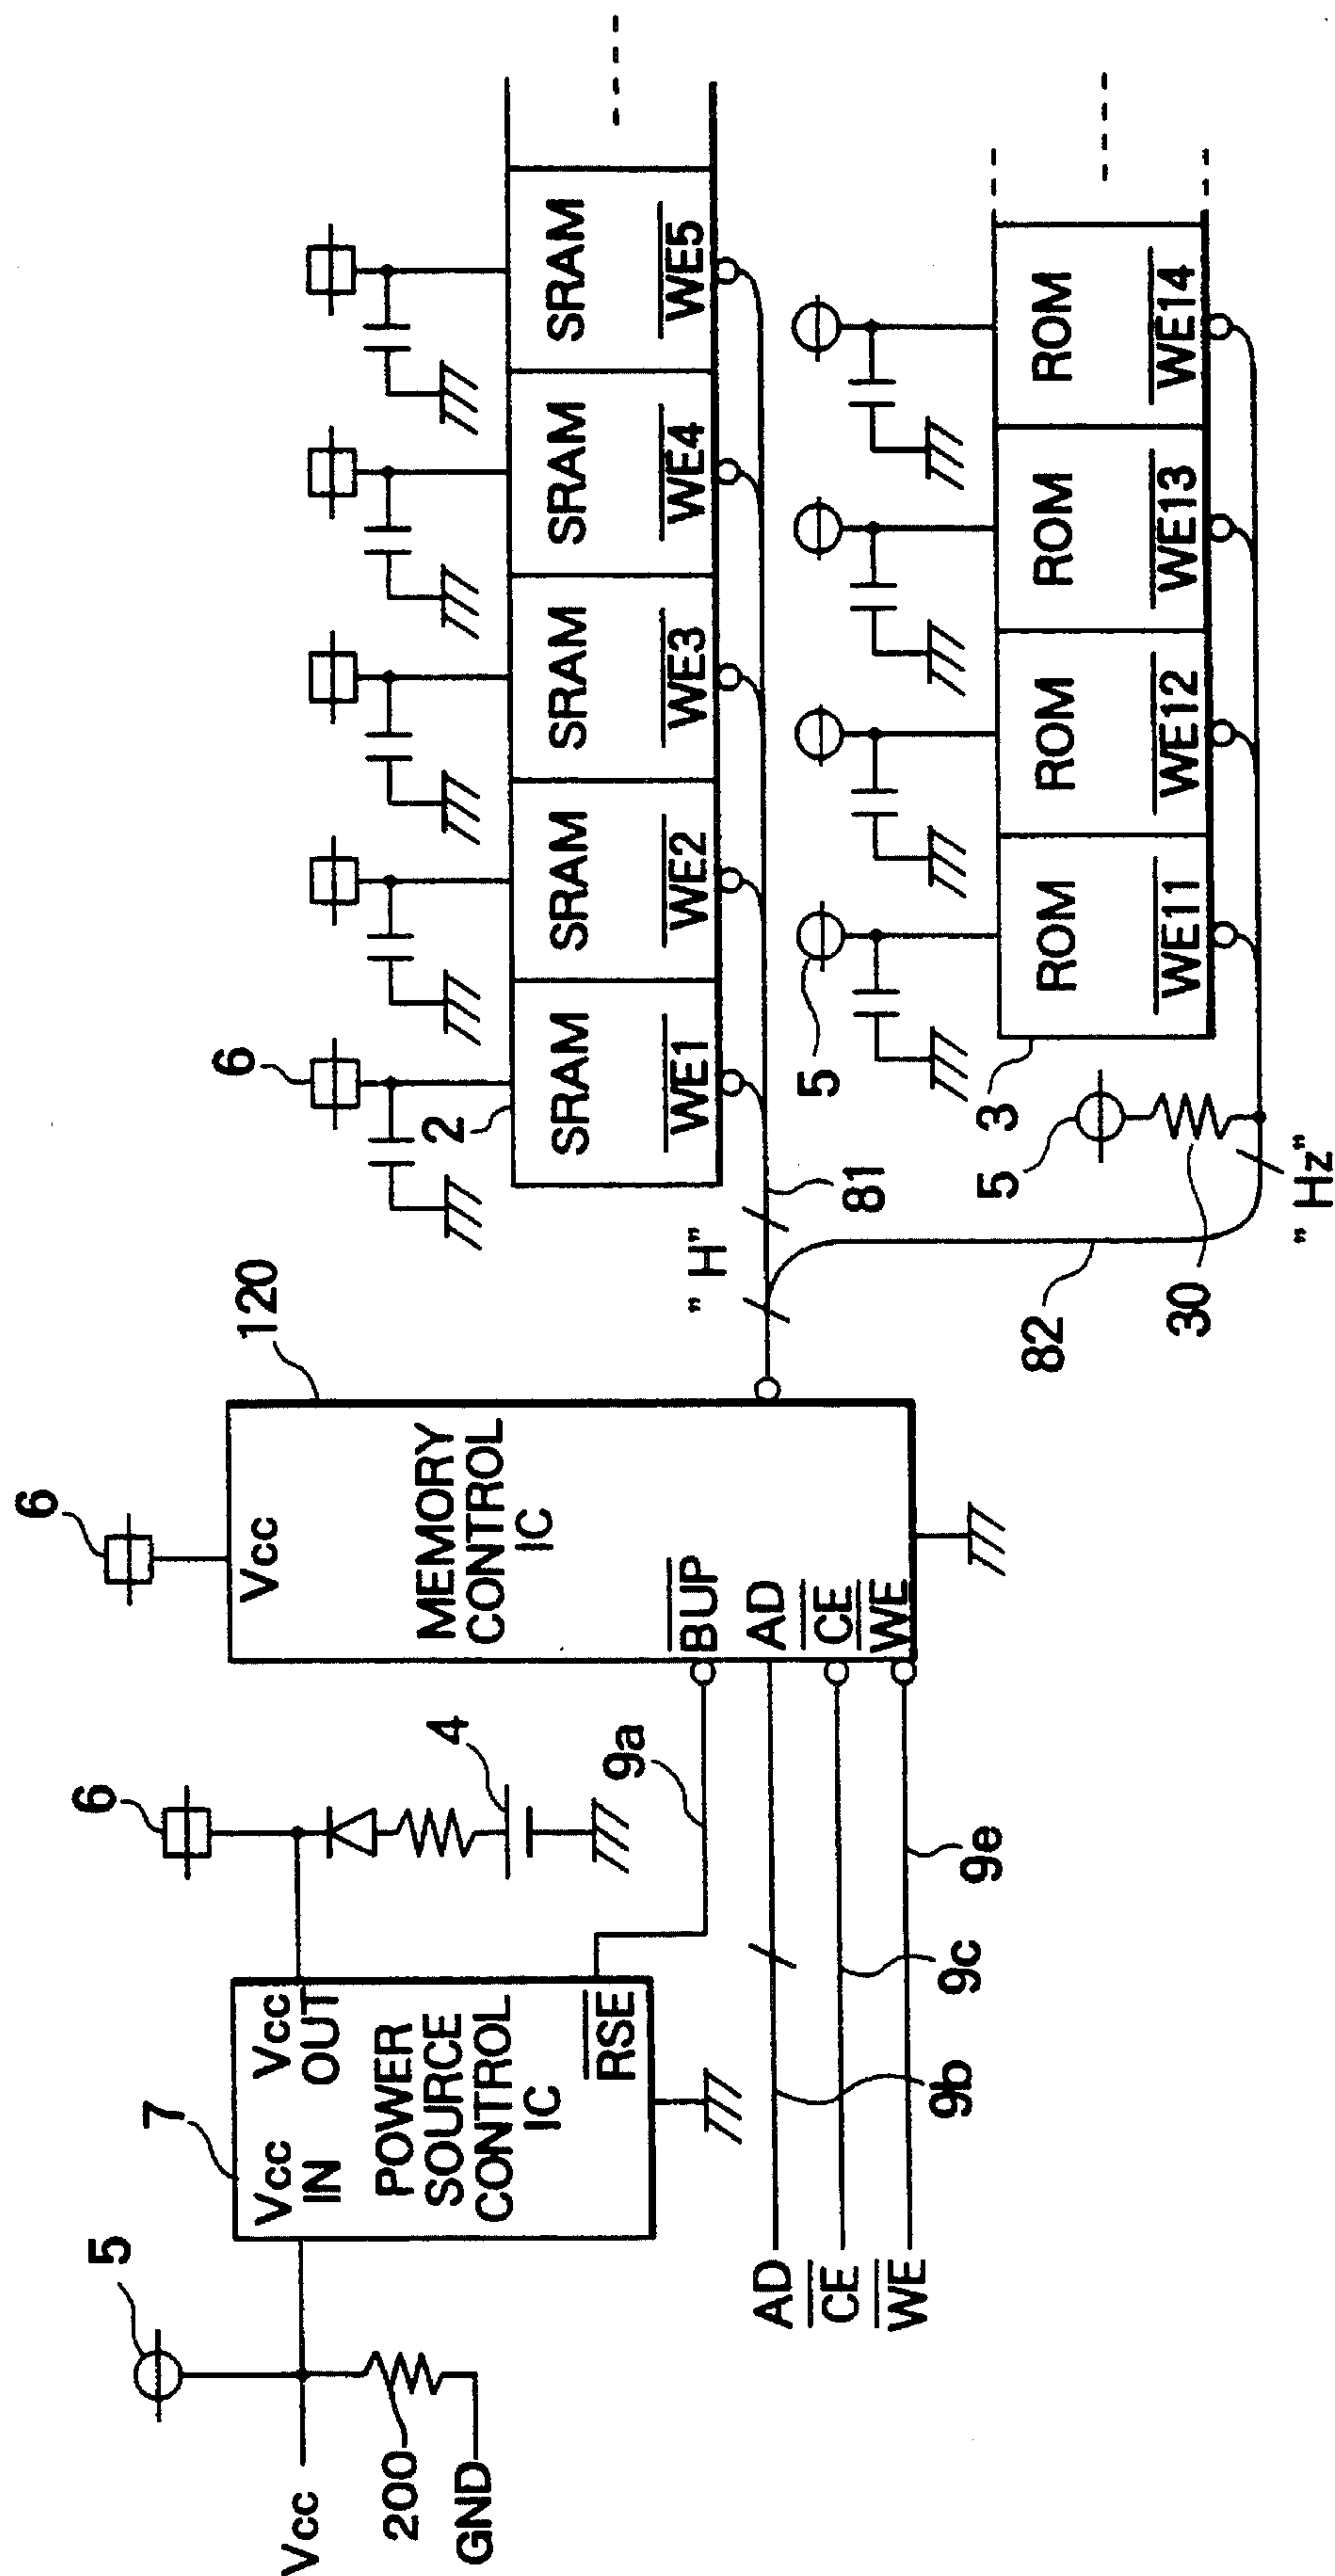 5
Vcc
200
GND
7
Vcc
IN
Vcc
OUT
POWER
SOURCE
CONTROL
IC
RSE
6
4
9a
AD
CE
WE
9b
9c
9e
6
120
Vcc
MEMORY
CONTROL
IC
BUP
AD
CE
WE
"H"
81
82
"Hz"
30
5
6
2
SRAM
WE1
SRAM
WE2
SRAM
WE3
SRAM
WE4
SRAM
WE5
5
3
ROM
WE11
ROM
WE12
ROM
WE13
ROM
WE14